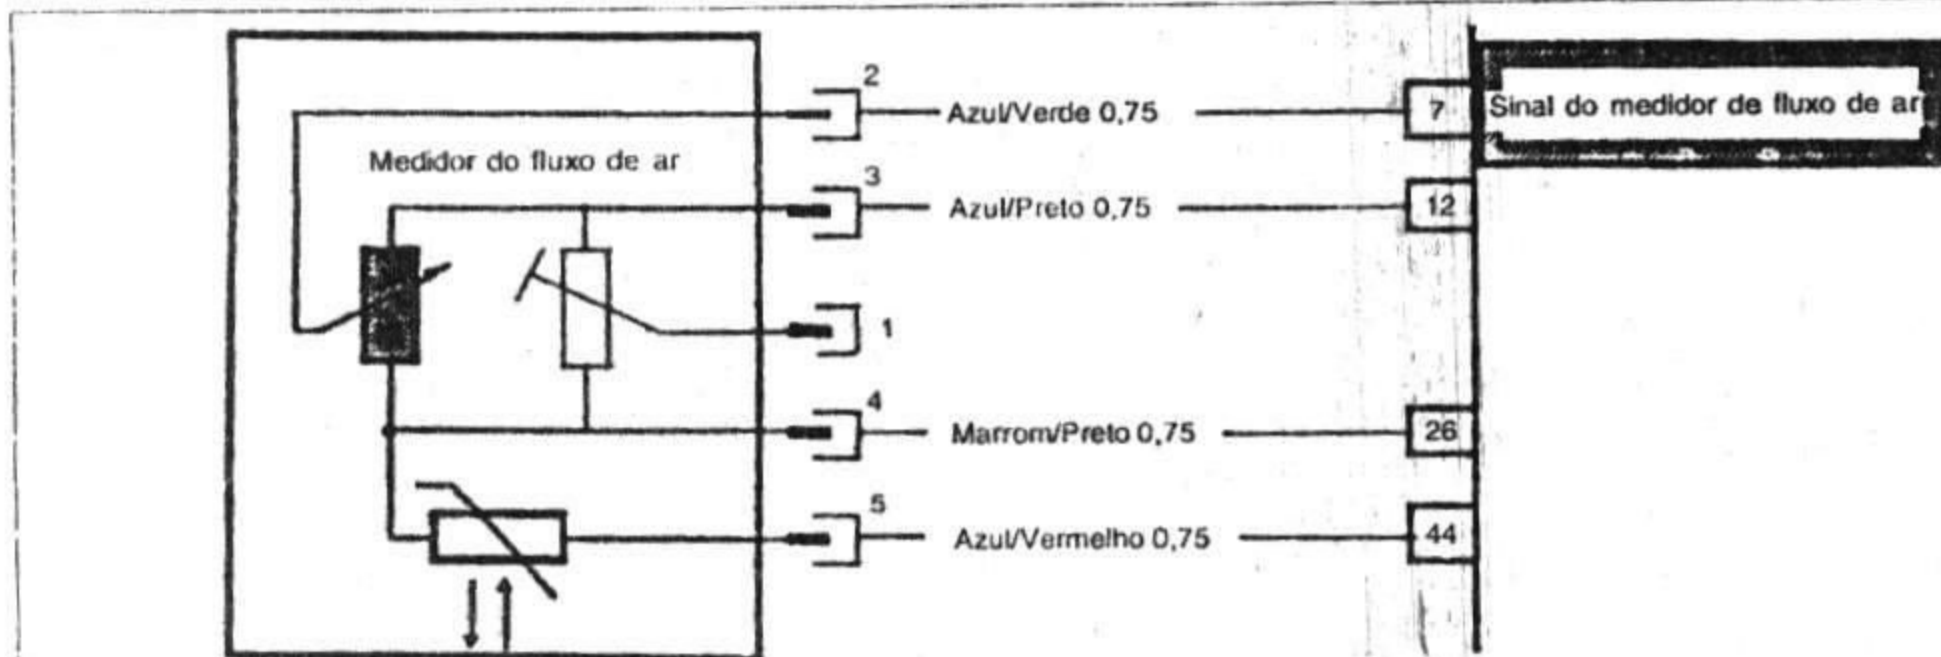 2
Azul/Verde 0,75
7
Sinal do medidor de fluxo de ar
Medidor do fluxo de ar
3
Azul/Preto 0,75
12
1
4
Marrom/Preto 0,75
26
5
Azul/Vermelho 0,75
44